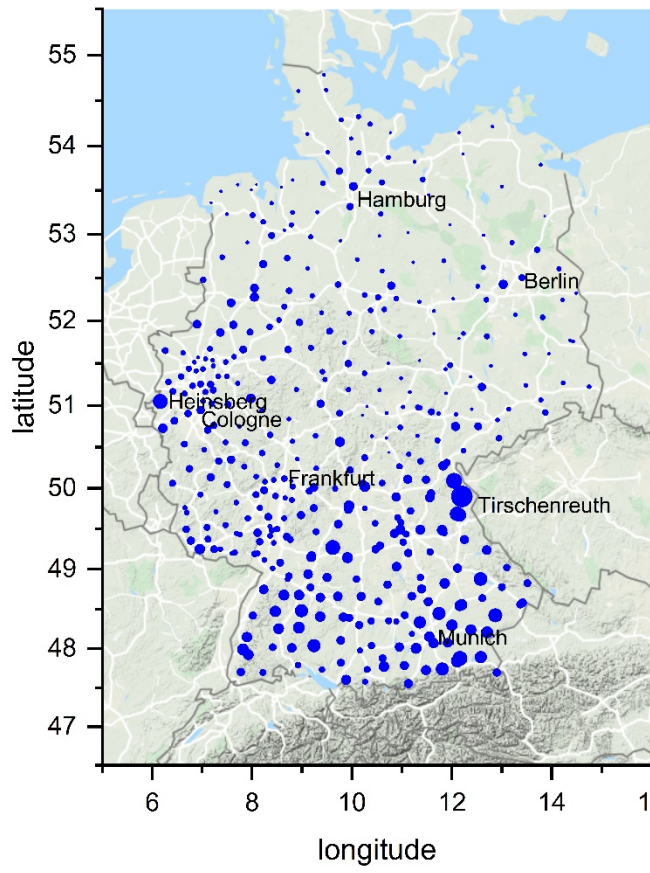 55
54
53
52
51
50
49
48
47
latitude
Hamburg
Berlin
Heinsberg
Cologne
Frankfurt
Tirschenreuth
Munich
6 8 10 12 14 16
longitude